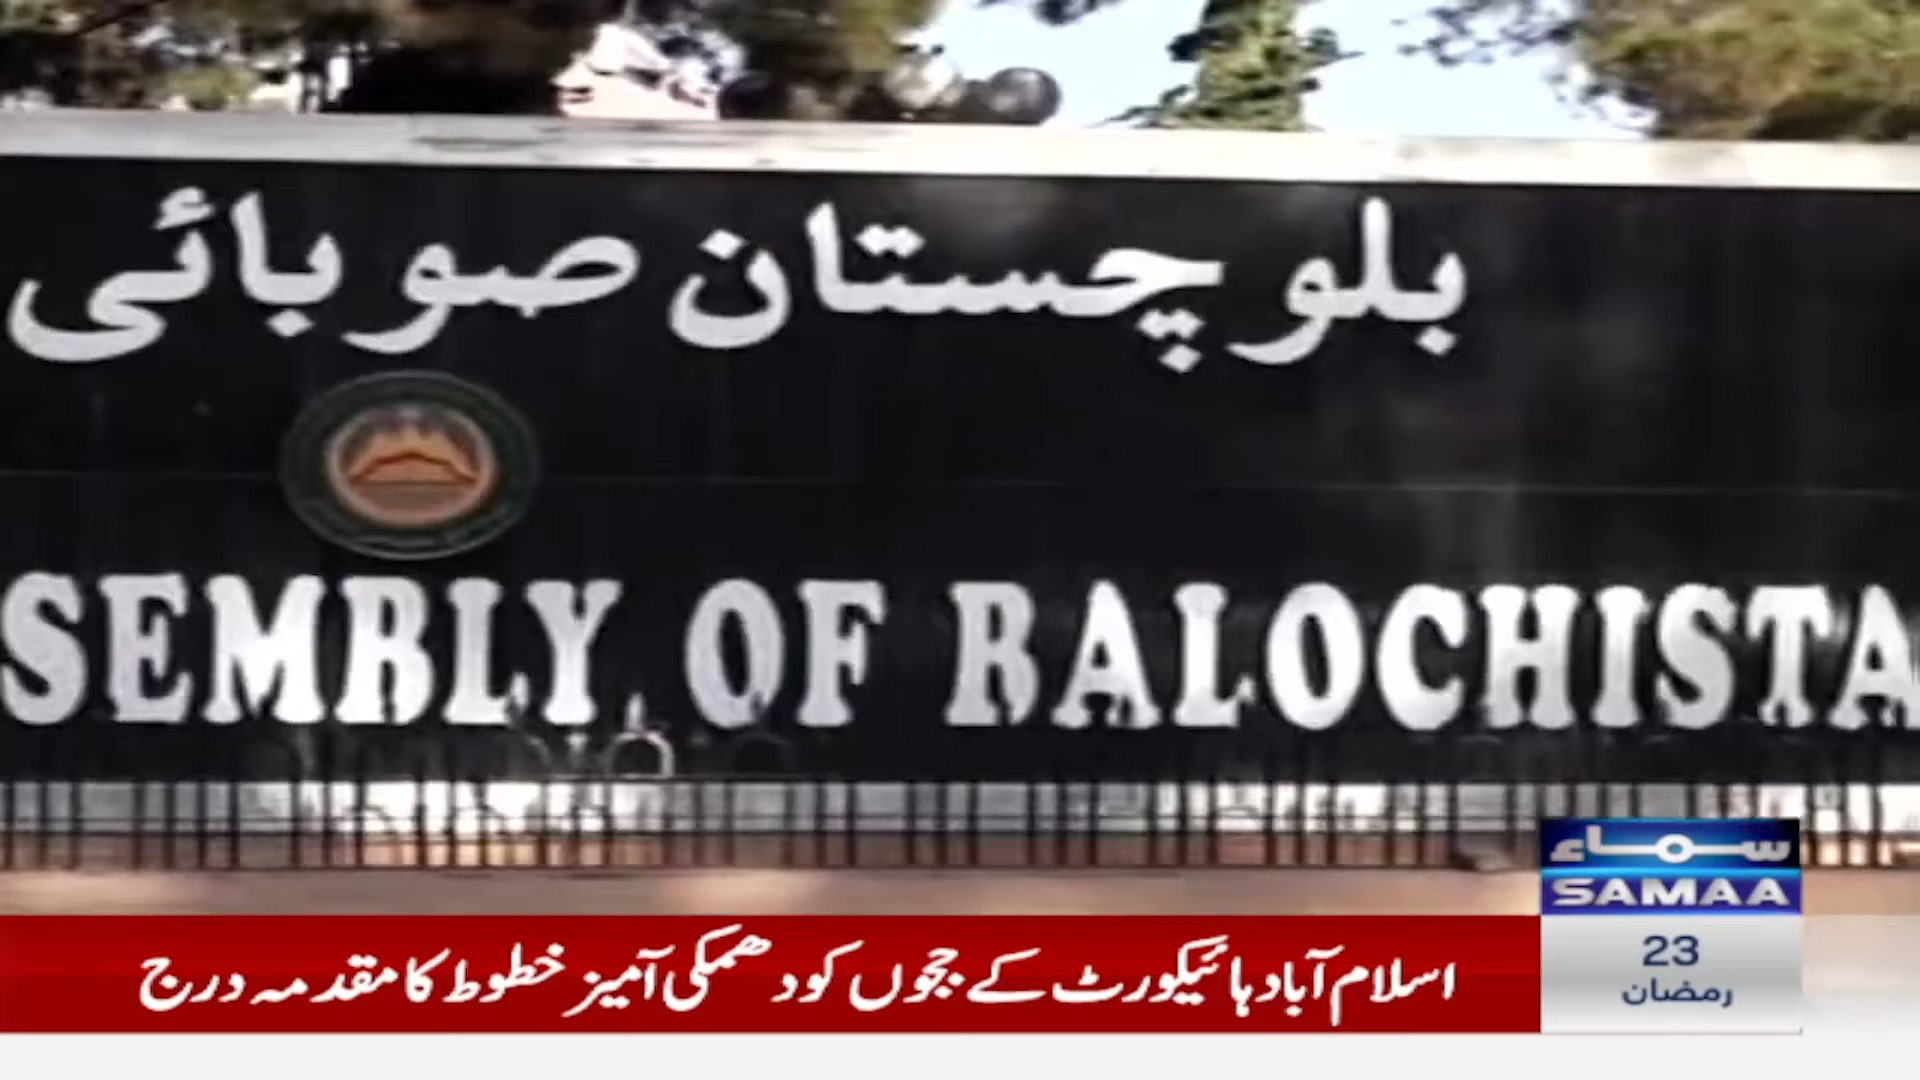 بلوچستان صوبائی
SEMBLY OF BALOCHISTA
سماء
SAMAA
23
رمضان
اسلام آباد ہائیکورٹ کے ججوں کو دھمکی آمیز خطوط کا مقدمہ درج